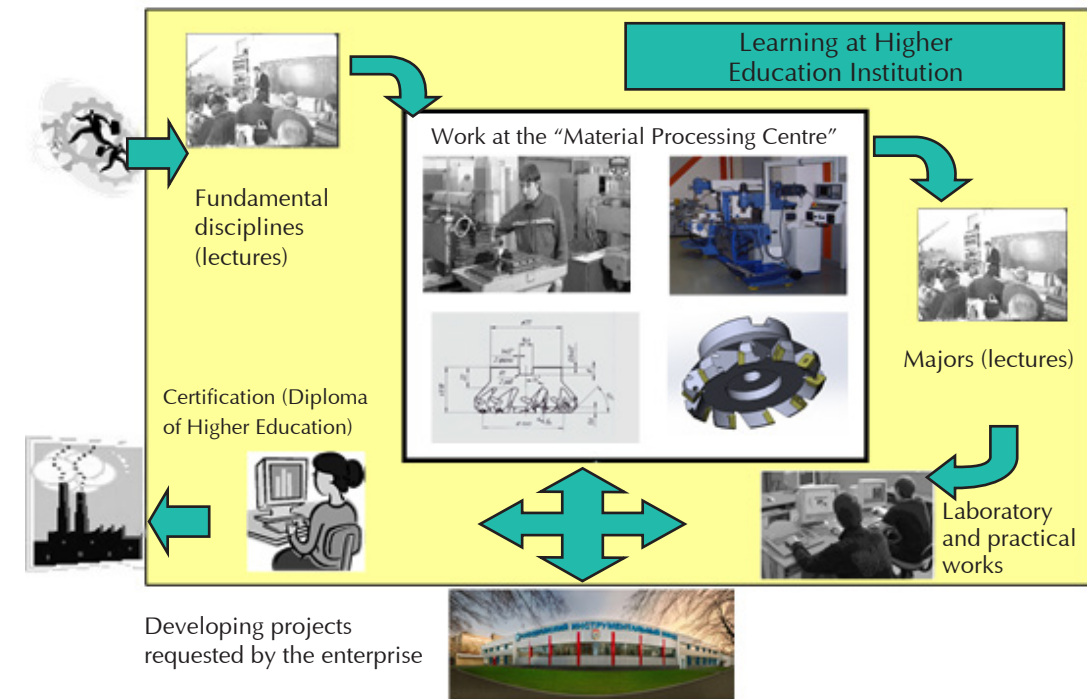 Learning at Higher
Education Institution
Work at the “Material Processing Centre”
Fundamental
disciplines
(lectures)
Majors (lectures)
Certification (Diploma
of Higher Education)
Laboratory
and practical
works
Developing projects
requested by the enterprise
ИНСТРУМЕНТАЛЬНЫЙ